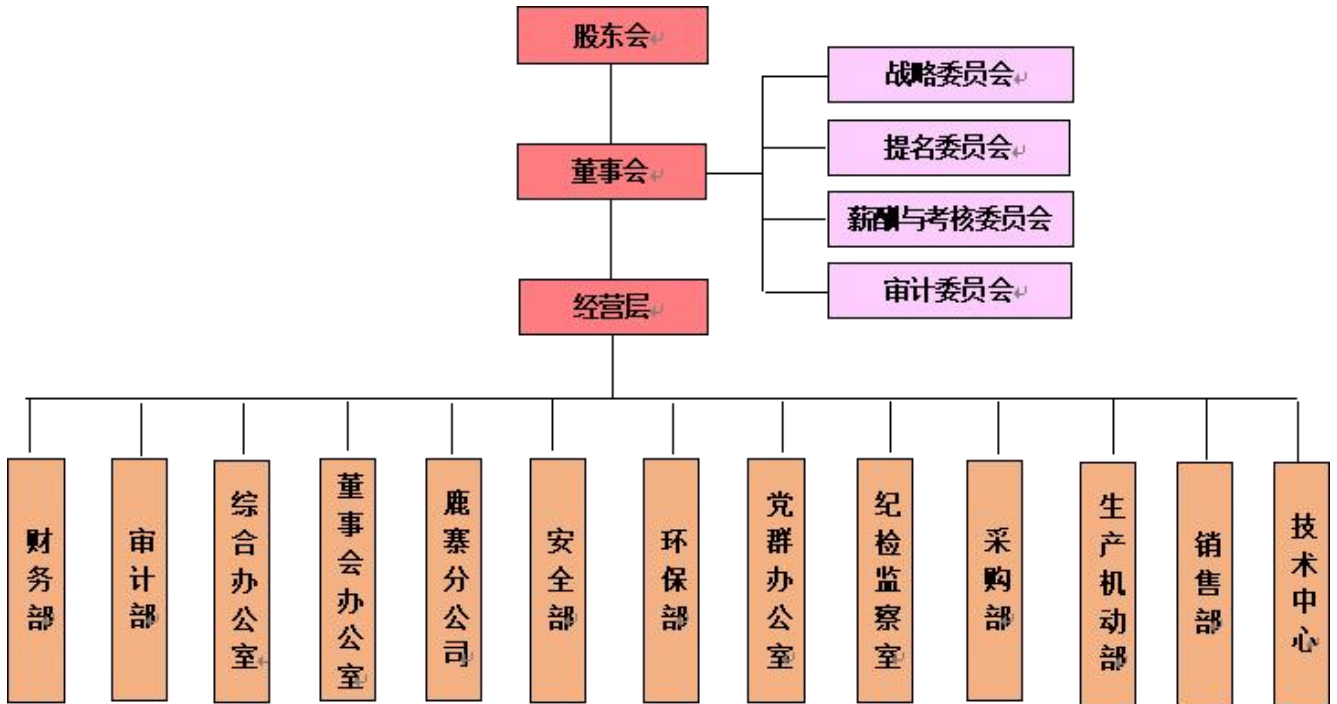 股东会
战略委员会
提名委员会
董事会
薪酬与考核委员会
审计委员会
经营层
财务部
审计部
综合办公室
董事会办公室
鹿寨分公司
安全部
环保部
党群办公室
纪检监察室
采购部
生产机动部
销售部
技术中心